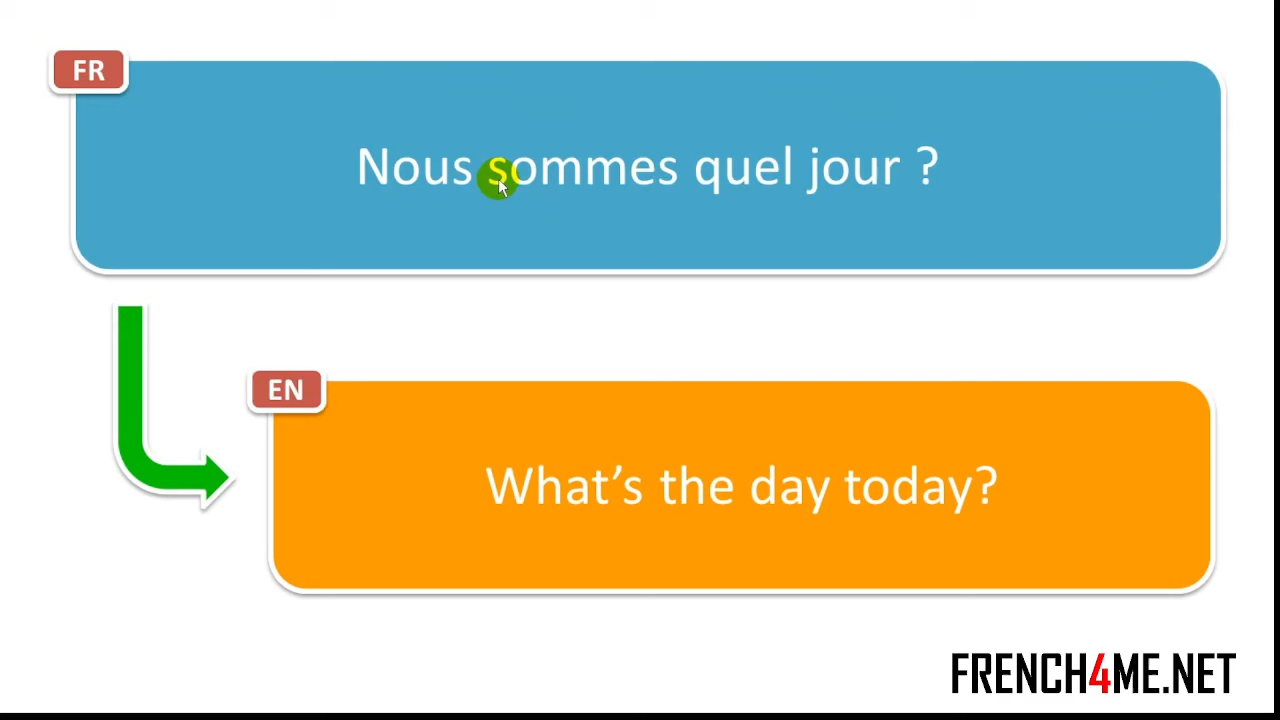 FR
Nous sommes quel jour ?
EN
What’s the day today?
FRENCH4ME.NET